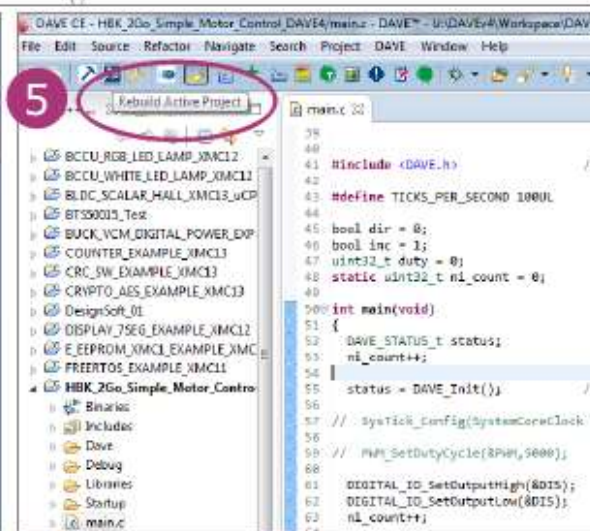 DAVE CE - HBK_2Go_Simple_Motor_Control_DAVE4/main.c - DAVE™ - U:\DAVEv4\Workspace\DAV
File Edit Source Refactor Navigate Search Project DAVE Window Help
5
Rebuild Active Project
main.c
BCCU_RGB_LED_LAMP_XMC12
BCCU_WHITE_LED_LAMP_XMC12
BLDC_SCALAR_HALL_XMC13_uCP
BTS50015_Test
BUCK_VCM_DIGITAL_POWER_EXP
COUNTER_EXAMPLE_XMC13
CRC_SW_EXAMPLE_XMC13
CRYPTO_AES_EXAMPLE_XMC13
DesignSoft_01
DISPLAY_7SEG_EXAMPLE_XMC12
E_EEPROM_XMC1_EXAMPLE_XMC
FREERTOS_EXAMPLE_XMC11
HBK_2Go_Simple_Motor_Contro
Binaries
Includes
Dave
Debug
Libraries
Startup
main.c
39
40
41 #include <DAVE.h> /
42
43 #define TICKS_PER_SECOND 100UL
44
45 bool dir = 0;
46 bool inc = 1;
47 uint32_t duty = 0;
48 static uint32_t ni_count = 0;
49
50 int main(void)
51 {
52 DAVE_STATUS_t status;
53 ni_count++;
54
55 status = DAVE_Init(); /
56
57 // SysTick_Config(SystemCoreClock
58
59 // PWM_SetDutyCycle(&PWM,5000);
60
61 DIGITAL_IO_SetOutputHigh(&DIS);
62 DIGITAL_IO_SetOutputLow(&DIS);
63 ni_count++;